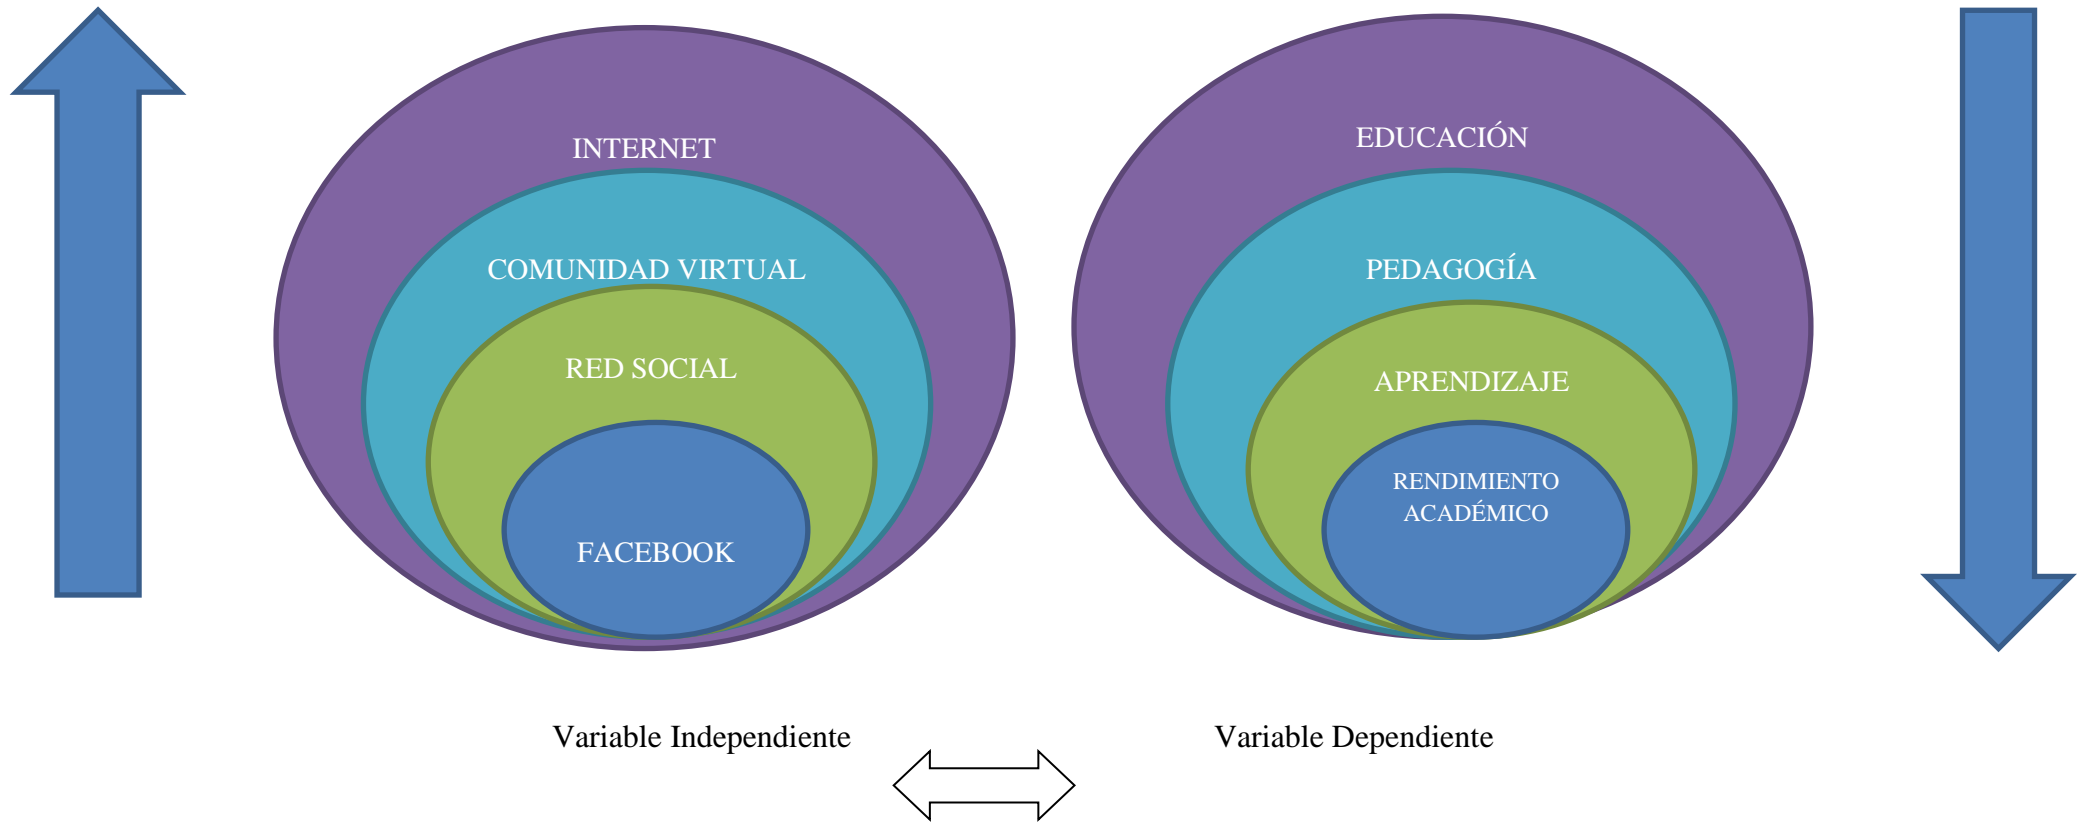 INTERNET
COMUNIDAD VIRTUAL
RED SOCIAL
FACEBOOK
EDUCACIÓN
PEDAGOGÍA
APRENDIZAJE
RENDIMIENTO
ACADÉMICO
Variable Independiente
Variable Dependiente